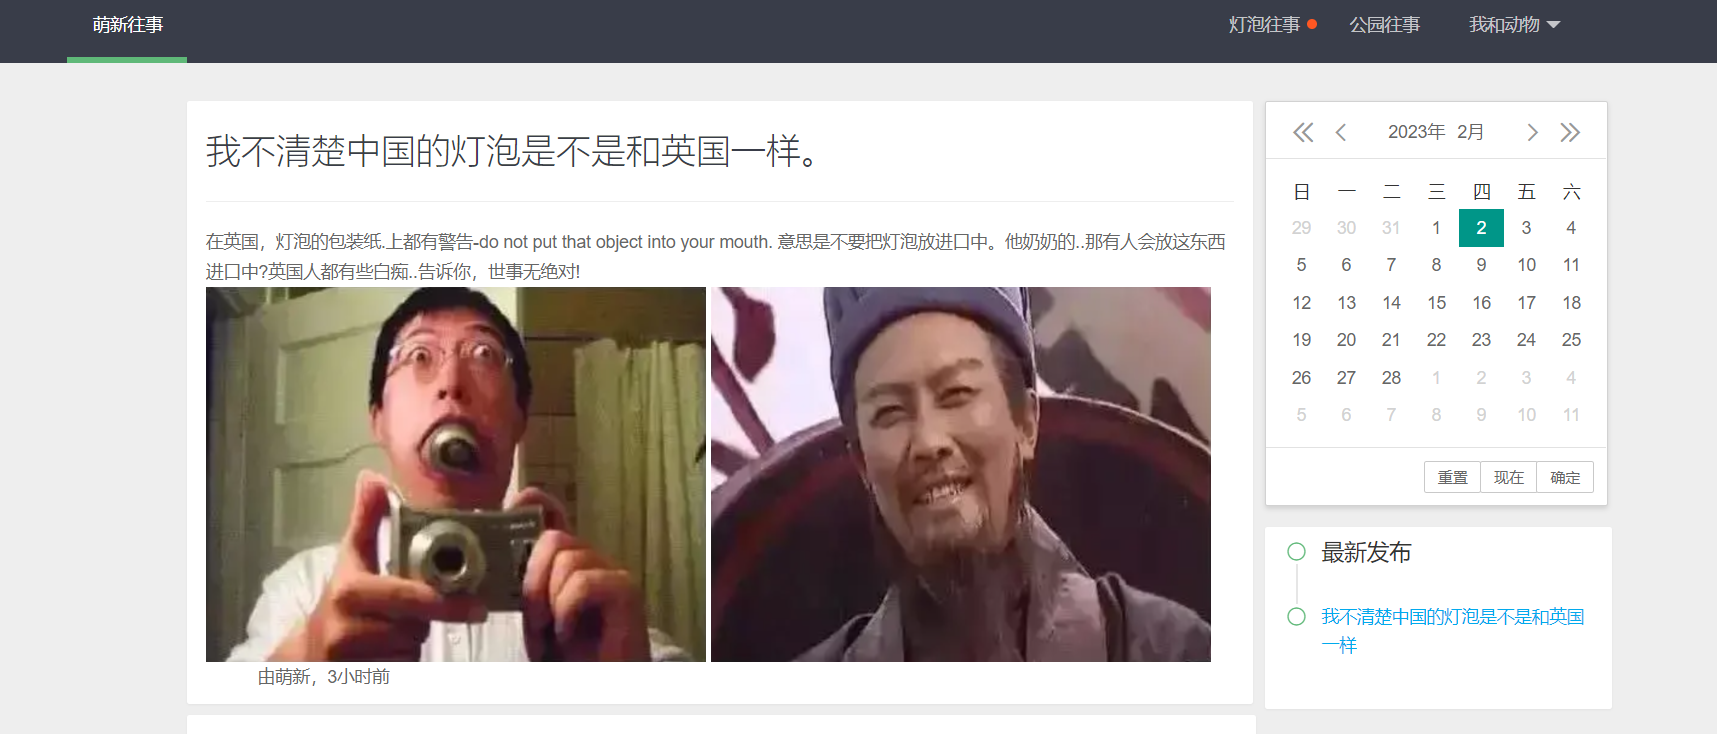 萌新往事
灯泡往事
公园往事
我和动物
我不清楚中国的灯泡是不是和英国一样。
在英国，灯泡的包装纸.上都有警告-do not put that object into your mouth. 意思是不要把灯泡放进口中。他奶奶的..那有人会放这东西
进口中?英国人都有些白痴..告诉你，世事无绝对!
由萌新，3小时前
2023年 2月
日 一 二 三 四 五 六
29 30 31 1 2 3 4
5 6 7 8 9 10 11
12 13 14 15 16 17 18
19 20 21 22 23 24 25
26 27 28 1 2 3 4
5 6 7 8 9 10 11
重置 现在 确定
最新发布
我不清楚中国的灯泡是不是和英国
一样